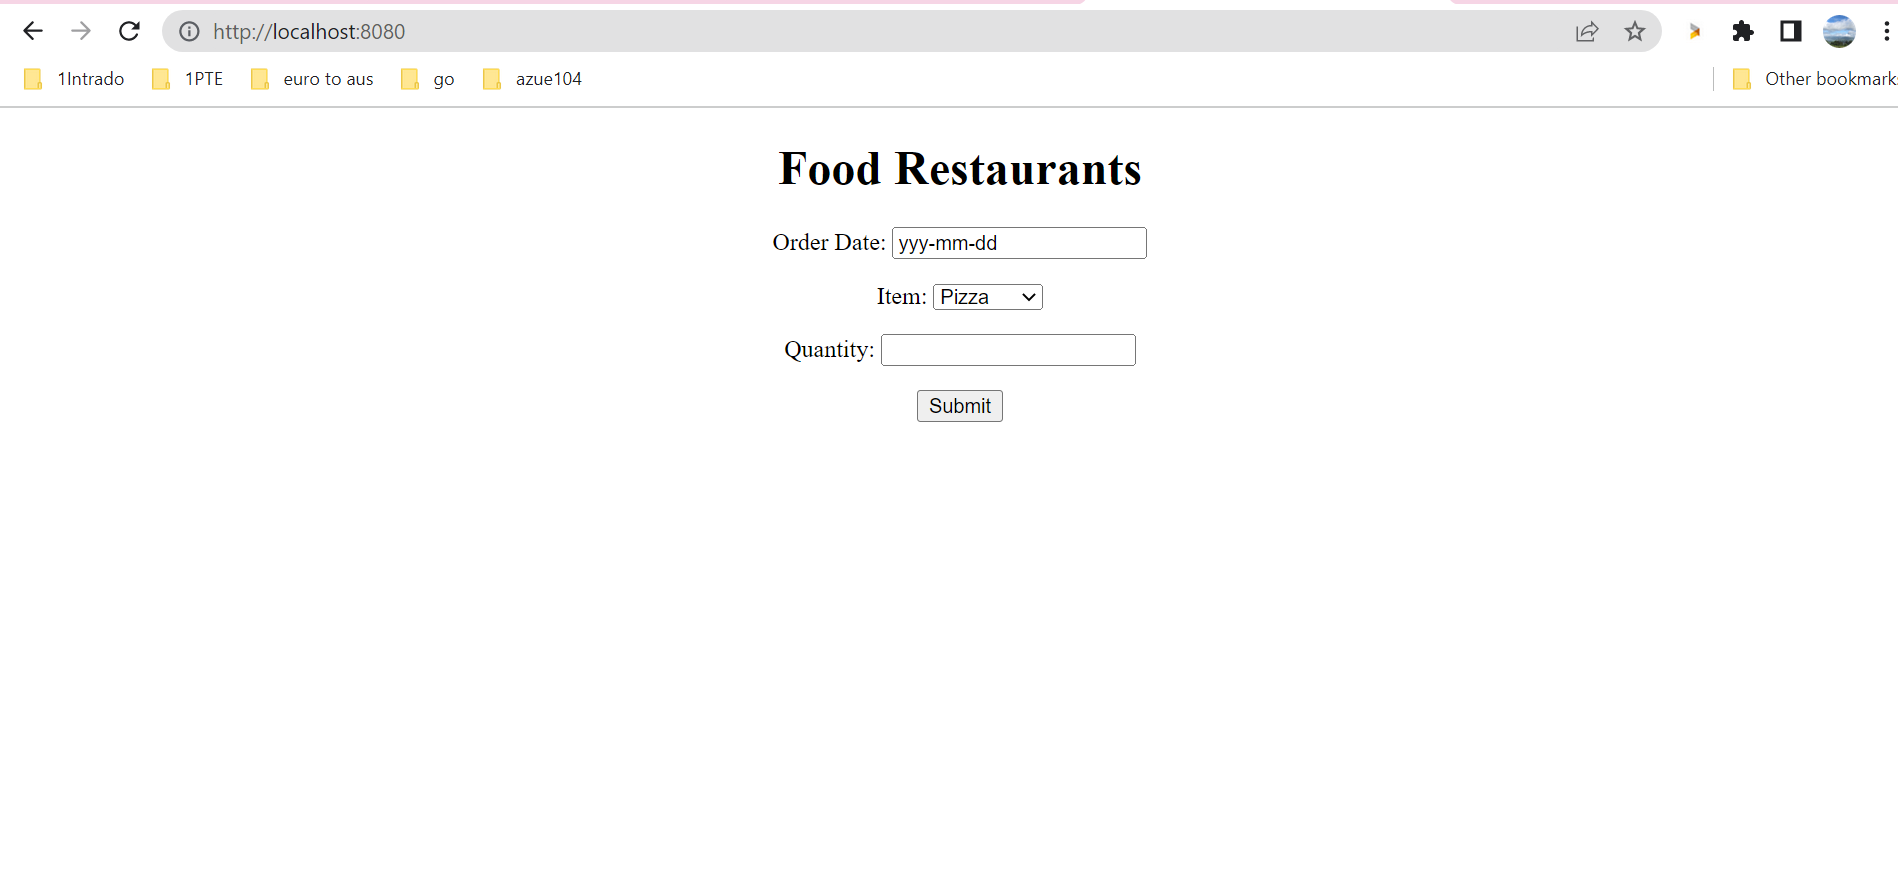 http://localhost:8080
1Intrado 1PTE euro to aus go azue104 Other bookmarks
Food Restaurants
Order Date: yyy-mm-dd
Item: Pizza
Quantity:
Submit